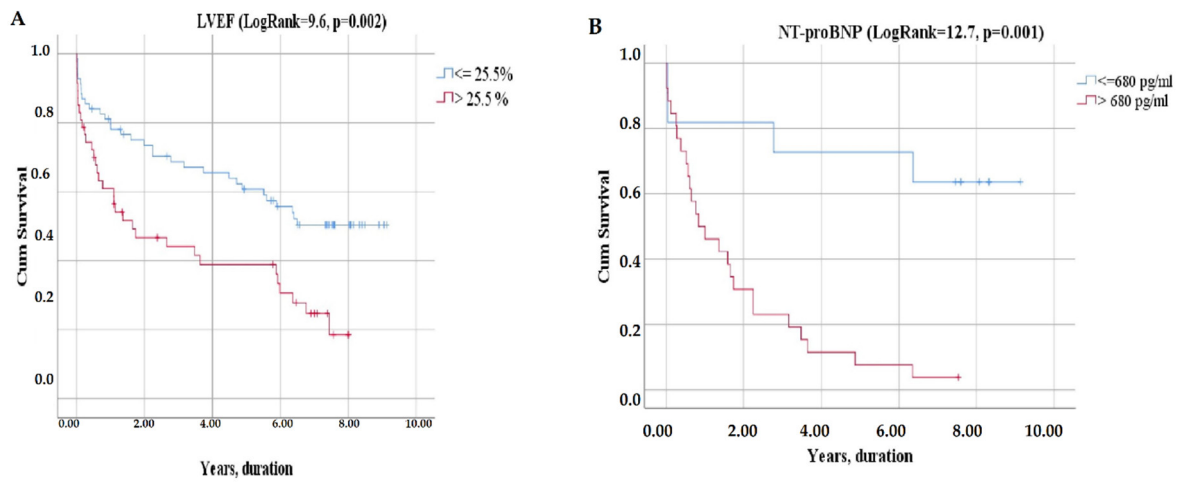 A
LVEF (LogRank=9.6, p=0.002)
<= 25.5%
> 25.5 %
Cum Survival
1.0
0.8
0.6
0.4
0.2
0.0
0.00 2.00 4.00 6.00 8.00 10.00
Years, duration
B
NT-proBNP (LogRank=12.7, p=0.001)
<=680 pg/ml
> 680 pg/ml
Cum Survival
1.0
0.8
0.6
0.4
0.2
0.0
0.00 2.00 4.00 6.00 8.00 10.00
Years, duration